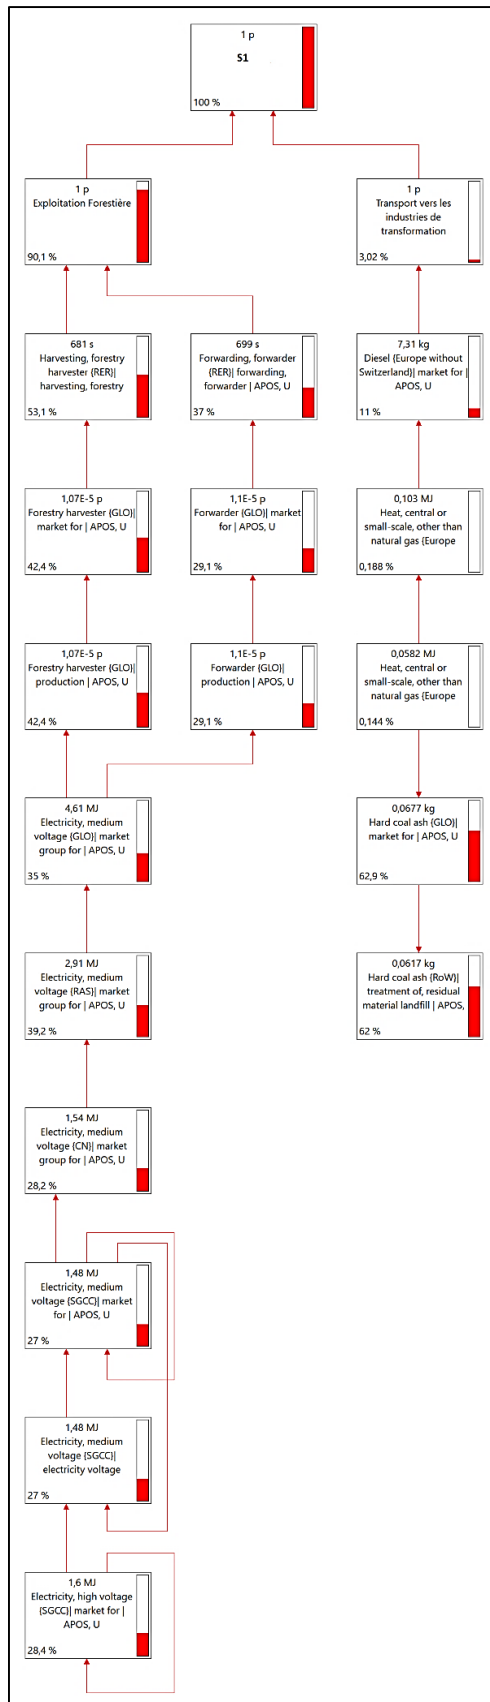 1 p
S1
100 %
1 p
Exploitation Forestière
90,1 %
1 p
Transport vers les
industries de
transformation
3,02 %
681 s
Harvesting, forestry
harvester {RER}|
harvesting, forestry
53,1 %
699 s
Forwarding, forwarder
{RER}| forwarding,
forwarder | APOS, U
37 %
7,31 kg
Diesel {Europe without
Switzerland}| market for |
APOS, U
11 %
1,07E-5 p
Forestry harvester {GLO}|
market for | APOS, U
42,4 %
1,1E-5 p
Forwarder {GLO}| market
for | APOS, U
29,1 %
0,103 MJ
Heat, central or
small-scale, other than
natural gas {Europe
0,188 %
1,07E-5 p
Forestry harvester {GLO}|
production | APOS, U
42,4 %
1,1E-5 p
Forwarder {GLO}|
production | APOS, U
29,1 %
0,0582 MJ
Heat, central or
small-scale, other than
natural gas {Europe
0,144 %
4,61 MJ
Electricity, medium
voltage {GLO}| market
group for | APOS, U
35 %
0,0677 kg
Hard coal ash {GLO}|
market for | APOS, U
62,9 %
2,91 MJ
Electricity, medium
voltage {RAS}| market
group for | APOS, U
39,2 %
0,0617 kg
Hard coal ash {RoW}|
treatment of, residual
material landfill | APOS,
62 %
1,54 MJ
Electricity, medium
voltage {CN}| market
group for | APOS, U
28,2 %
1,48 MJ
Electricity, medium
voltage {SGCC}| market
for | APOS, U
27 %
1,48 MJ
Electricity, medium
voltage {SGCC}|
electricity voltage
27 %
1,6 MJ
Electricity, high voltage
{SGCC}| market for |
APOS, U
28,4 %